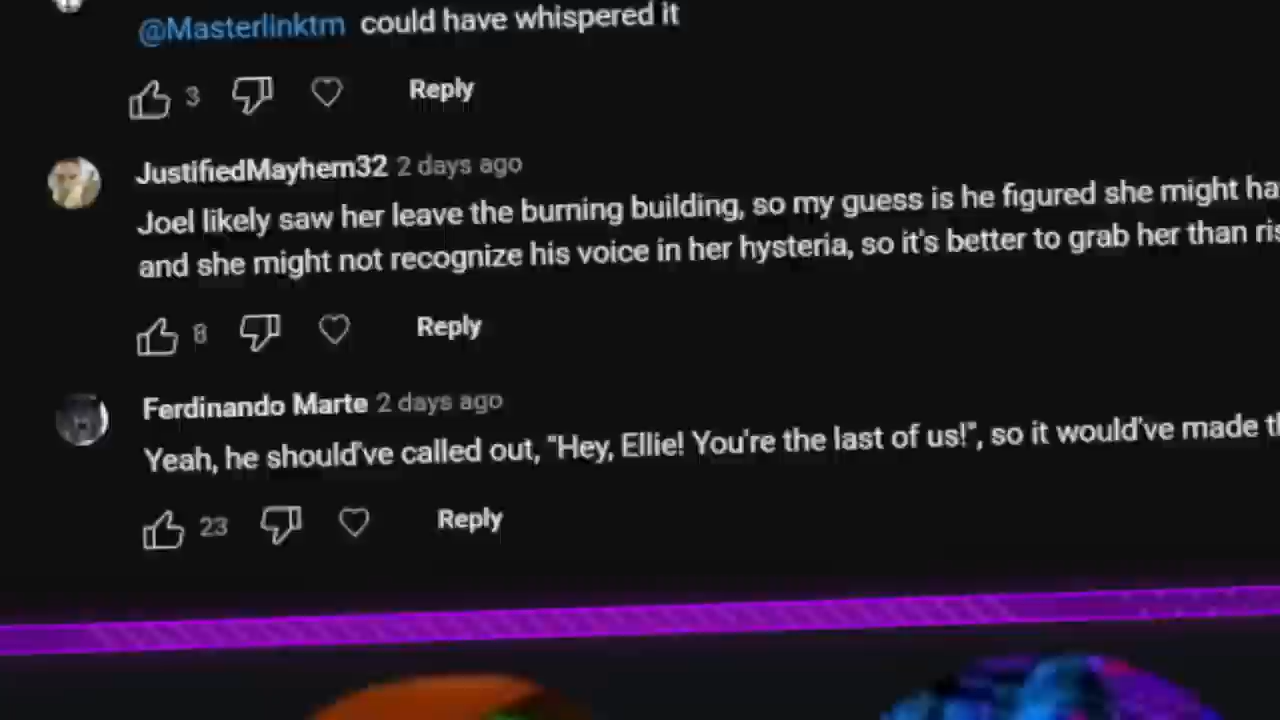 @Masterlinktm could have whispered it
3 Reply
JustifiedMayhem32 2 days ago
Joel likely saw her leave the burning building, so my guess is he figured she might ha
and she might not recognize his voice in her hysteria, so it's better to grab her than ris
8 Reply
Ferdinando Marte 2 days ago
Yeah, he should've called out, "Hey, Ellie! You're the last of us!", so it would've made th
23 Reply